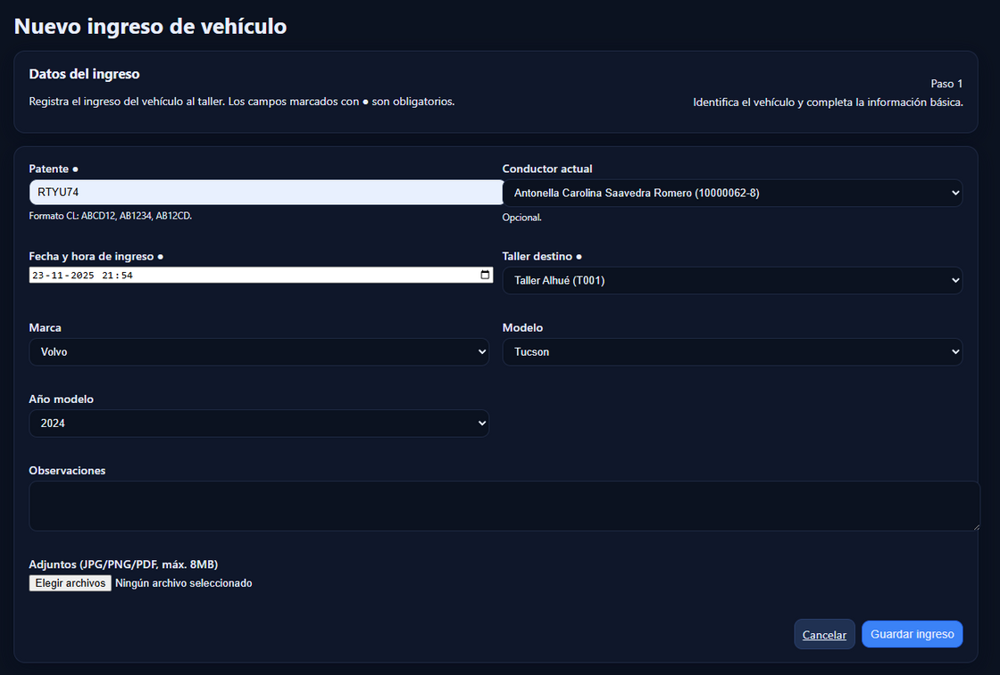 Nuevo ingreso de vehículo
Datos del ingreso
Registra el ingreso del vehículo al taller. Los campos marcados con ● son obligatorios.
Paso 1
Identifica el vehículo y completa la información básica.
Patente ●
RTYU74
Formato CL: ABCD12, AB1234, AB12CD.
Conductor actual
Antonella Carolina Saavedra Romero (10000062-8)
Opcional.
Fecha y hora de ingreso ●
23-11-2025 21:54
Taller destino ●
Taller Alhué (T001)
Marca
Volvo
Modelo
Tucson
Año modelo
2024
Observaciones
Adjuntos (JPG/PNG/PDF, máx. 8MB)
Elegir archivos Ningún archivo seleccionado
Cancelar Guardar ingreso